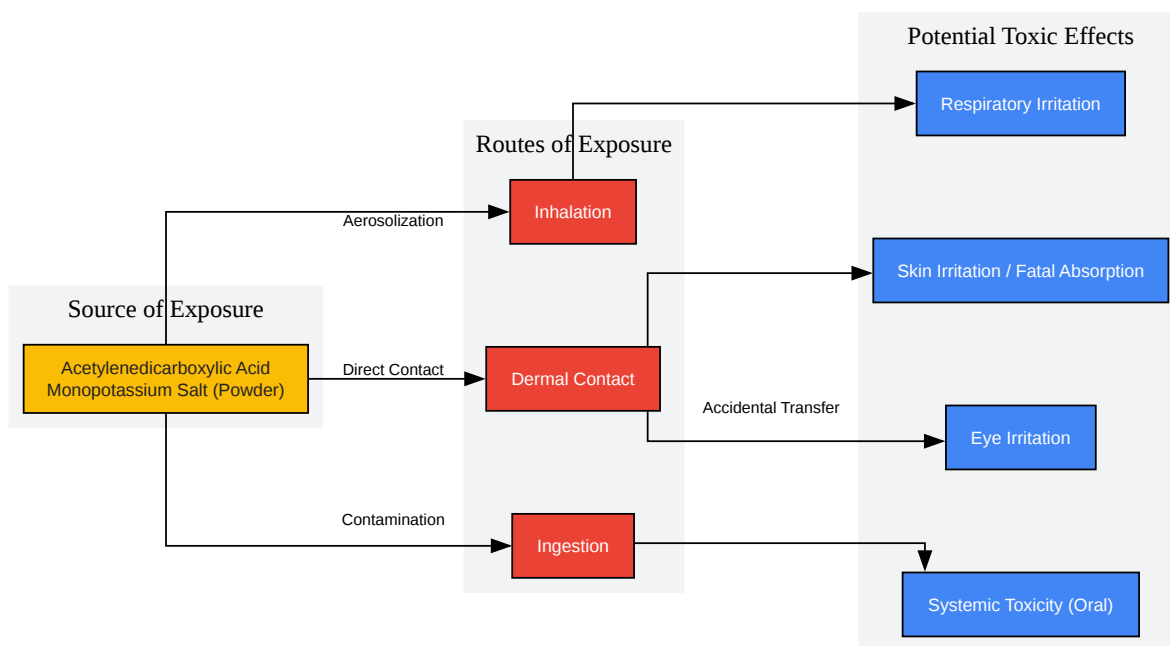 Potential Toxic Effects
Respiratory Irritation
Routes of Exposure
Inhalation
Aerosolization
Skin Irritation / Fatal Absorption
Source of Exposure
Acetylenedicarboxylic Acid
Monopotassium Salt (Powder)
Direct Contact
Dermal Contact
Accidental Transfer
Eye Irritation
Contamination
Ingestion
Systemic Toxicity (Oral)